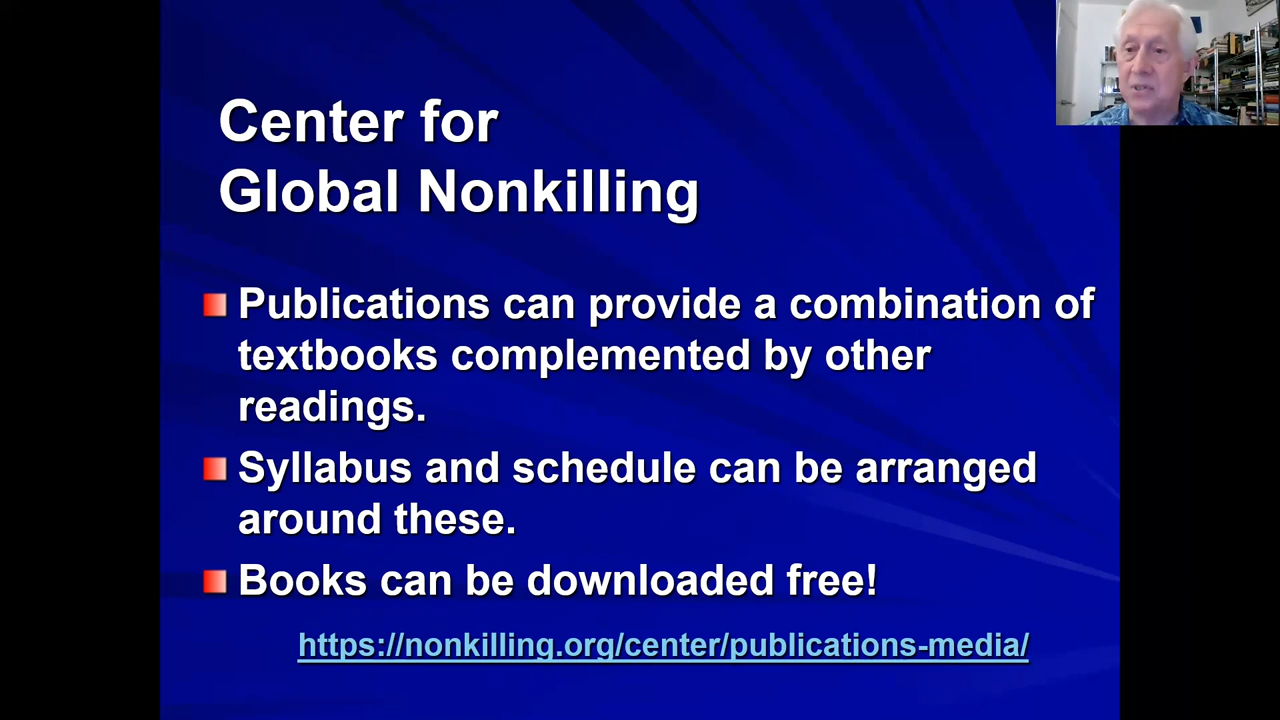 Center for
Global Nonkilling
Publications can provide a combination of
textbooks complemented by other
readings.
Syllabus and schedule can be arranged
around these.
Books can be downloaded free!
https://nonkilling.org/center/publications-media/